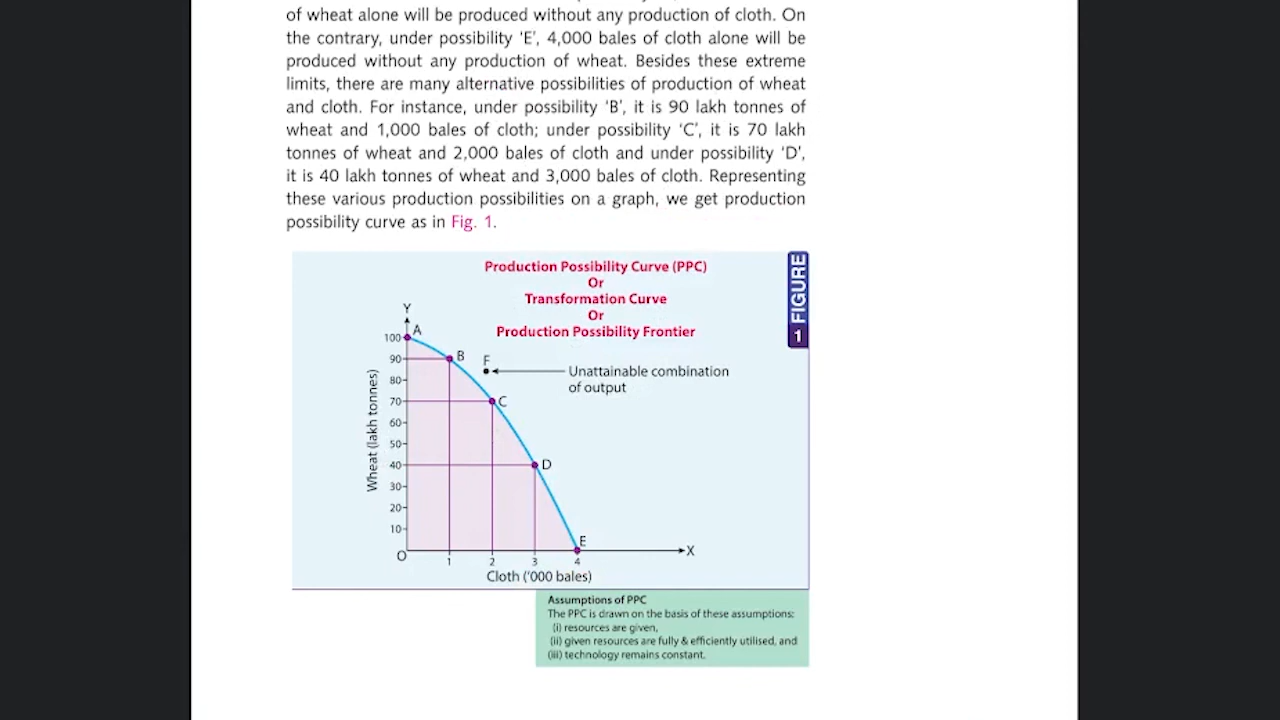 of wheat alone will be produced without any production of cloth. On
the contrary, under possibility ‘E’, 4,000 bales of cloth alone will be
produced without any production of wheat. Besides these extreme
limits, there are many alternative possibilities of production of wheat
and cloth. For instance, under possibility ‘B’, it is 90 lakh tonnes of
wheat and 1,000 bales of cloth; under possibility ‘C’, it is 70 lakh
tonnes of wheat and 2,000 bales of cloth and under possibility ‘D’,
it is 40 lakh tonnes of wheat and 3,000 bales of cloth. Representing
these various production possibilities on a graph, we get production
possibility curve as in Fig. 1.
FIGURE 1
Production Possibility Curve (PPC)
Or
Transformation Curve
Or
Production Possibility Frontier
Y
A
100
90
B
F
Unattainable combination
of output
80
70
C
60
50
40
D
30
20
10
E
O
X
1 2 3 4
Wheat (lakh tonnes)
Cloth (’000 bales)
Assumptions of PPC
The PPC is drawn on the basis of these assumptions:
(i) resources are given,
(ii) given resources are fully & efficiently utilised, and
(iii) technology remains constant.